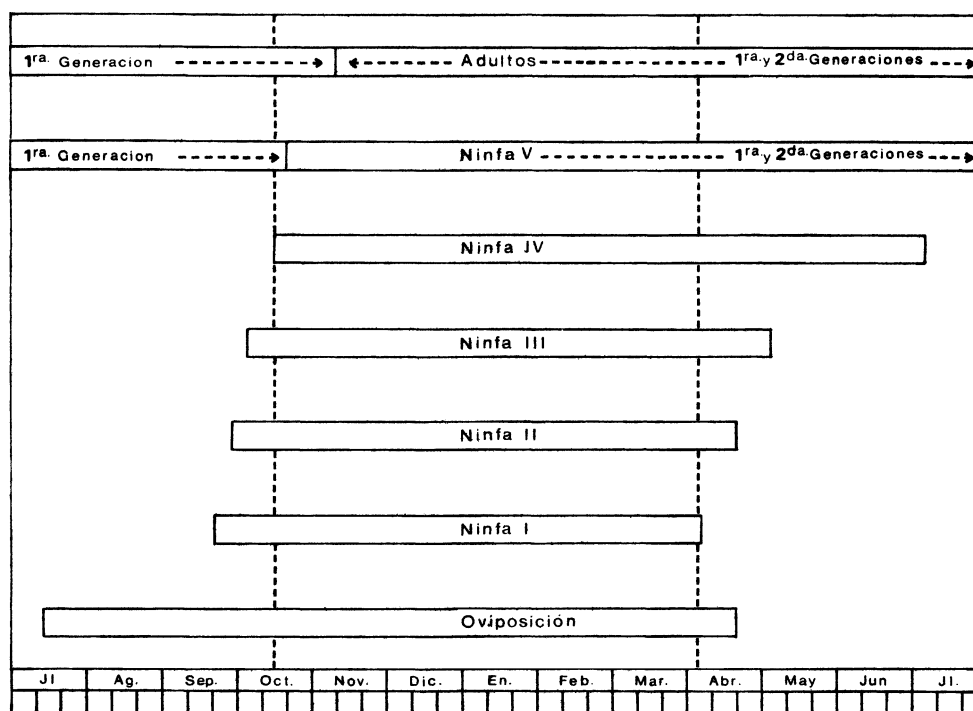 1ra. Generacion Adultos 1ra. y 2da. Generaciones
1ra. Generacion Ninfa V 1ra. y 2da. Generaciones
Ninfa IV
Ninfa III
Ninfa II
Ninfa I
Oviposición
Jl Ag. Sep. Oct. Nov. Dic. En. Feb. Mar. Abr. May Jun Jl.